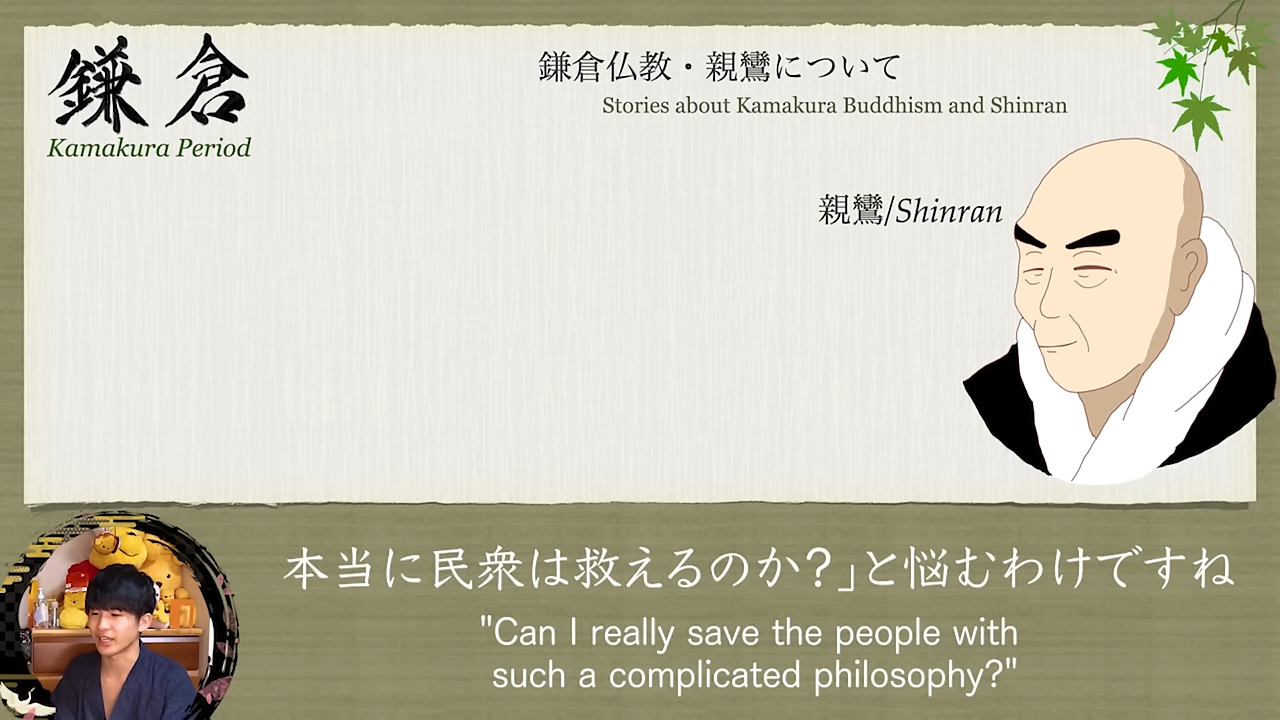 鎌倉
Kamakura Period
鎌倉仏教・親鸞について
Stories about Kamakura Buddhism and Shinran
親鸞/Shinran
本当に民衆は救えるのか?」と悩むわけですね
"Can I really save the people with
such a complicated philosophy?"